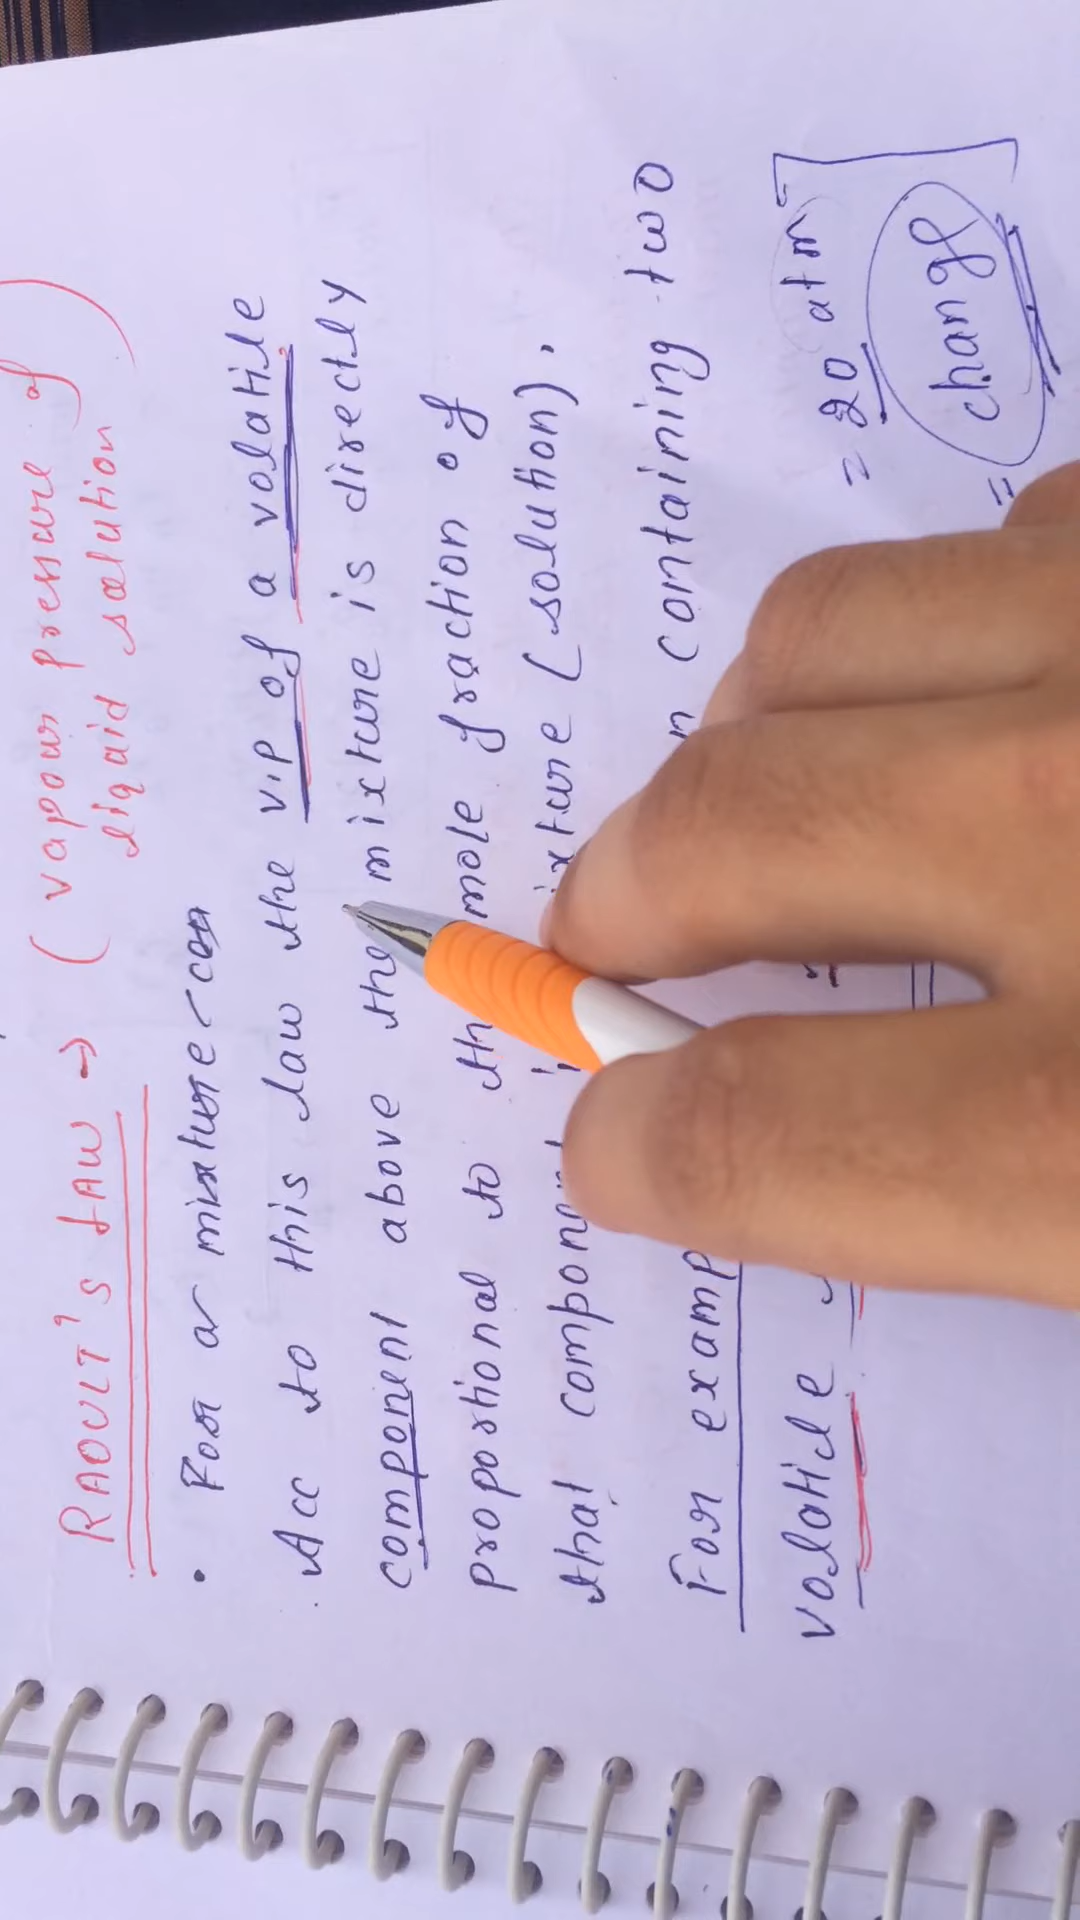 RAOULT'S LAW → ( vapour pressure of
liquid solution )
• For a mixture can
Acc to this law the V.P of a volatile
component above the mixture is directly
proportional to the mole fraction of
that component mixture (solution).
For containing two
volatile
= 20 atm
= change